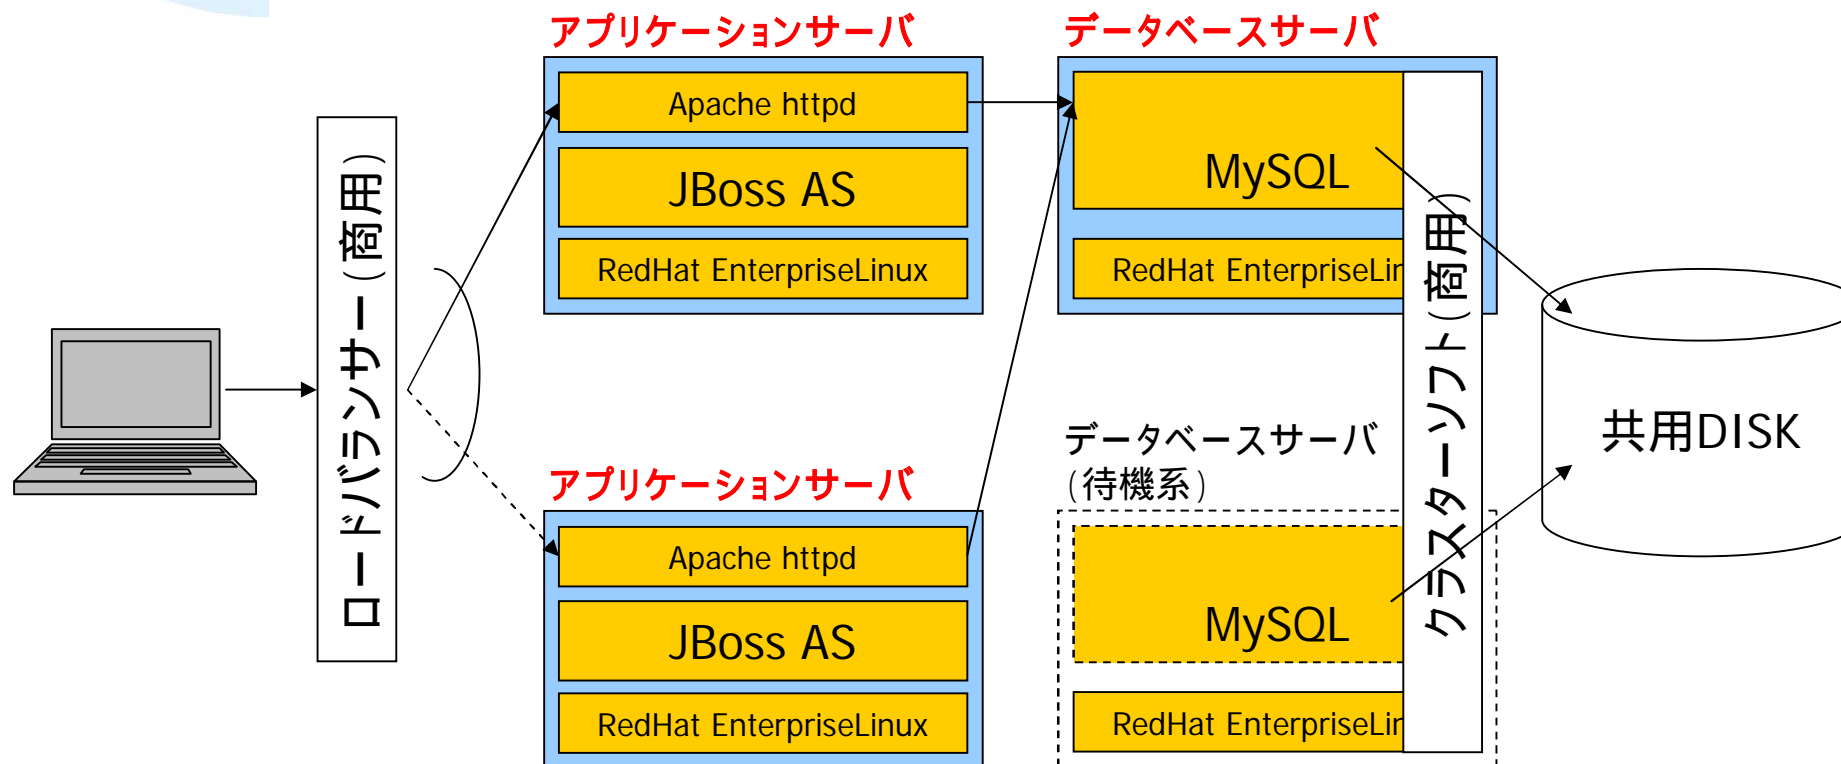 アプリケーションサーバ
Apache httpd
JBoss AS
RedHat EnterpriseLinux
データベースサーバ
MySQL
RedHat EnterpriseLin
ロードバランサー(商用)
クラスターソフト(商用)
共用DISK
アプリケーションサーバ
Apache httpd
JBoss AS
RedHat EnterpriseLinux
データベースサーバ
(待機系)
MySQL
RedHat EnterpriseLin